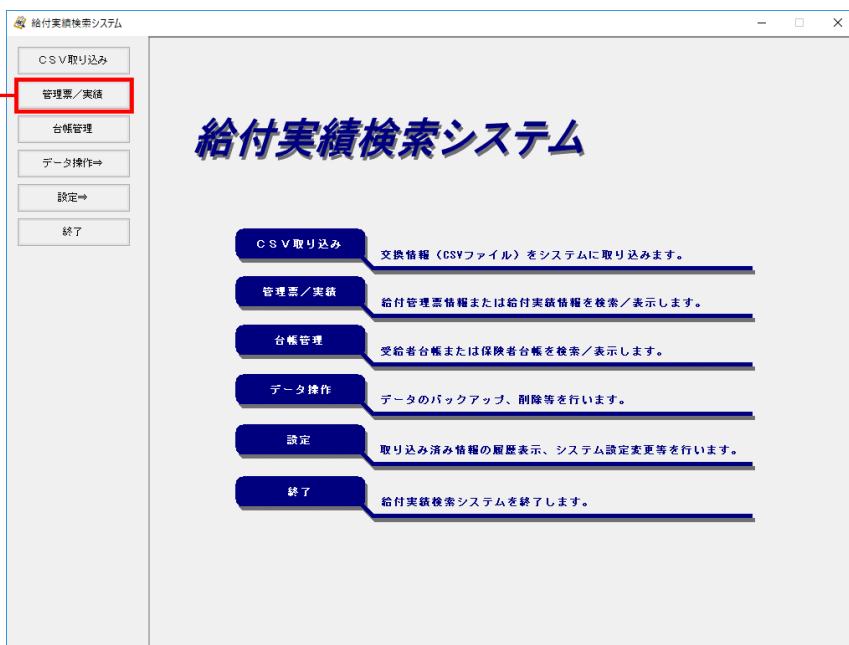 給付実績検索システム
CSV取り込み
管理票／実績
台帳管理
データ操作⇒
設定⇒
終了
給付実績検索システム
CSV取り込み
交換情報（CSVファイル）をシステムに取り込みます。
管理票／実績
給付管理票情報または給付実績情報を検索／表示します。
台帳管理
受給者台帳または保険者台帳を検索／表示します。
データ操作
データのバックアップ、削除等を行います。
設定
取り込み済み情報の履歴表示、システム設定変更等を行います。
終了
給付実績検索システムを終了します。